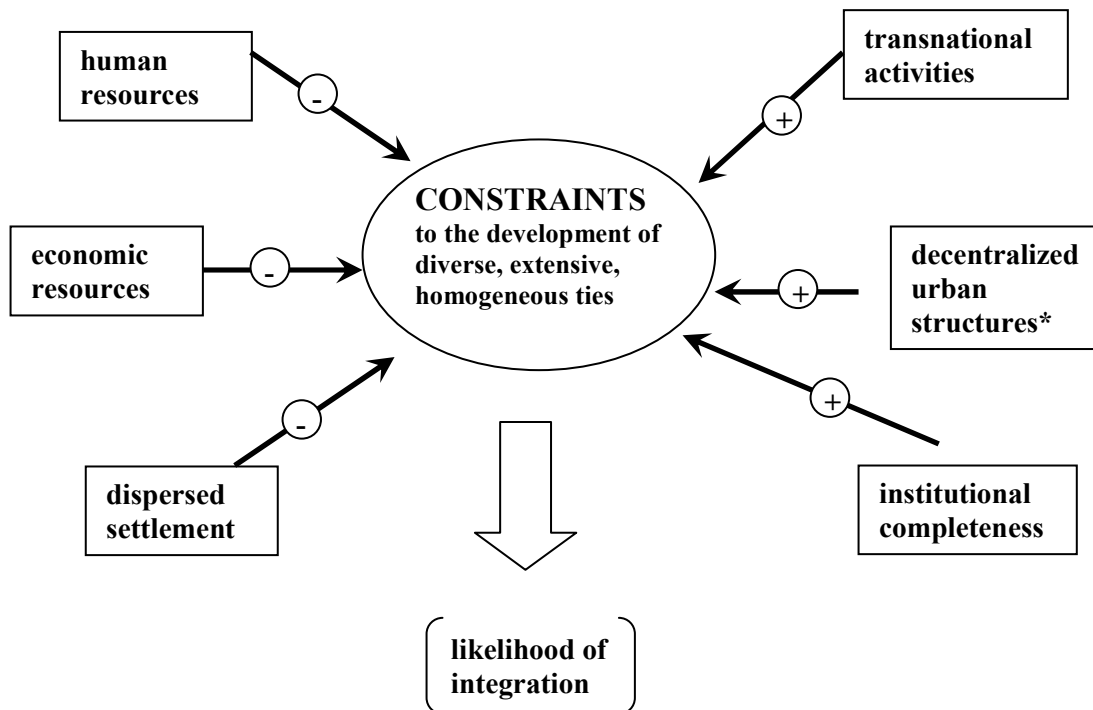 human
resources
-
transnational
activities
+
CONSTRAINTS
to the development of
diverse, extensive,
homogeneous ties
economic
resources
-
decentralized
urban
structures*
+
dispersed
settlement
-
institutional
completeness
+
likelihood of
integration